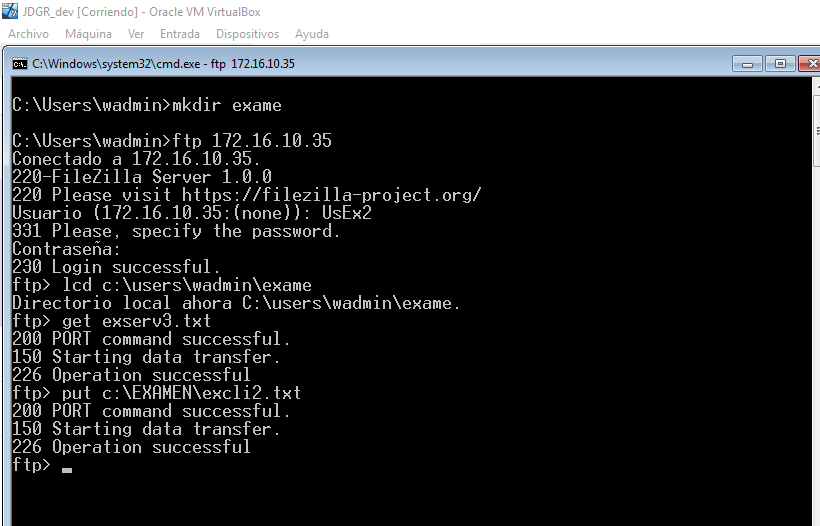 JDGR_dev [Corriendo] - Oracle VM VirtualBox
Archivo Máquina Ver Entrada Dispositivos Ayuda
C:\Windows\system32\cmd.exe - ftp 172.16.10.35
C:\Users\wadmin>mkdir exame
C:\Users\wadmin>ftp 172.16.10.35
Conectado a 172.16.10.35.
220-FileZilla Server 1.0.0
220 Please visit https://filezilla-project.org/
Usuario (172.16.10.35:(none)): UsEx2
331 Please, specify the password.
Contraseña:
230 Login successful.
ftp> lcd c:\users\wadmin\exame
Directorio local ahora C:\users\wadmin\exame.
ftp> get exserv3.txt
200 PORT command successful.
150 Starting data transfer.
226 Operation successful
ftp> put c:\EXAMEN\excli2.txt
200 PORT command successful.
150 Starting data transfer.
226 Operation successful
ftp> _